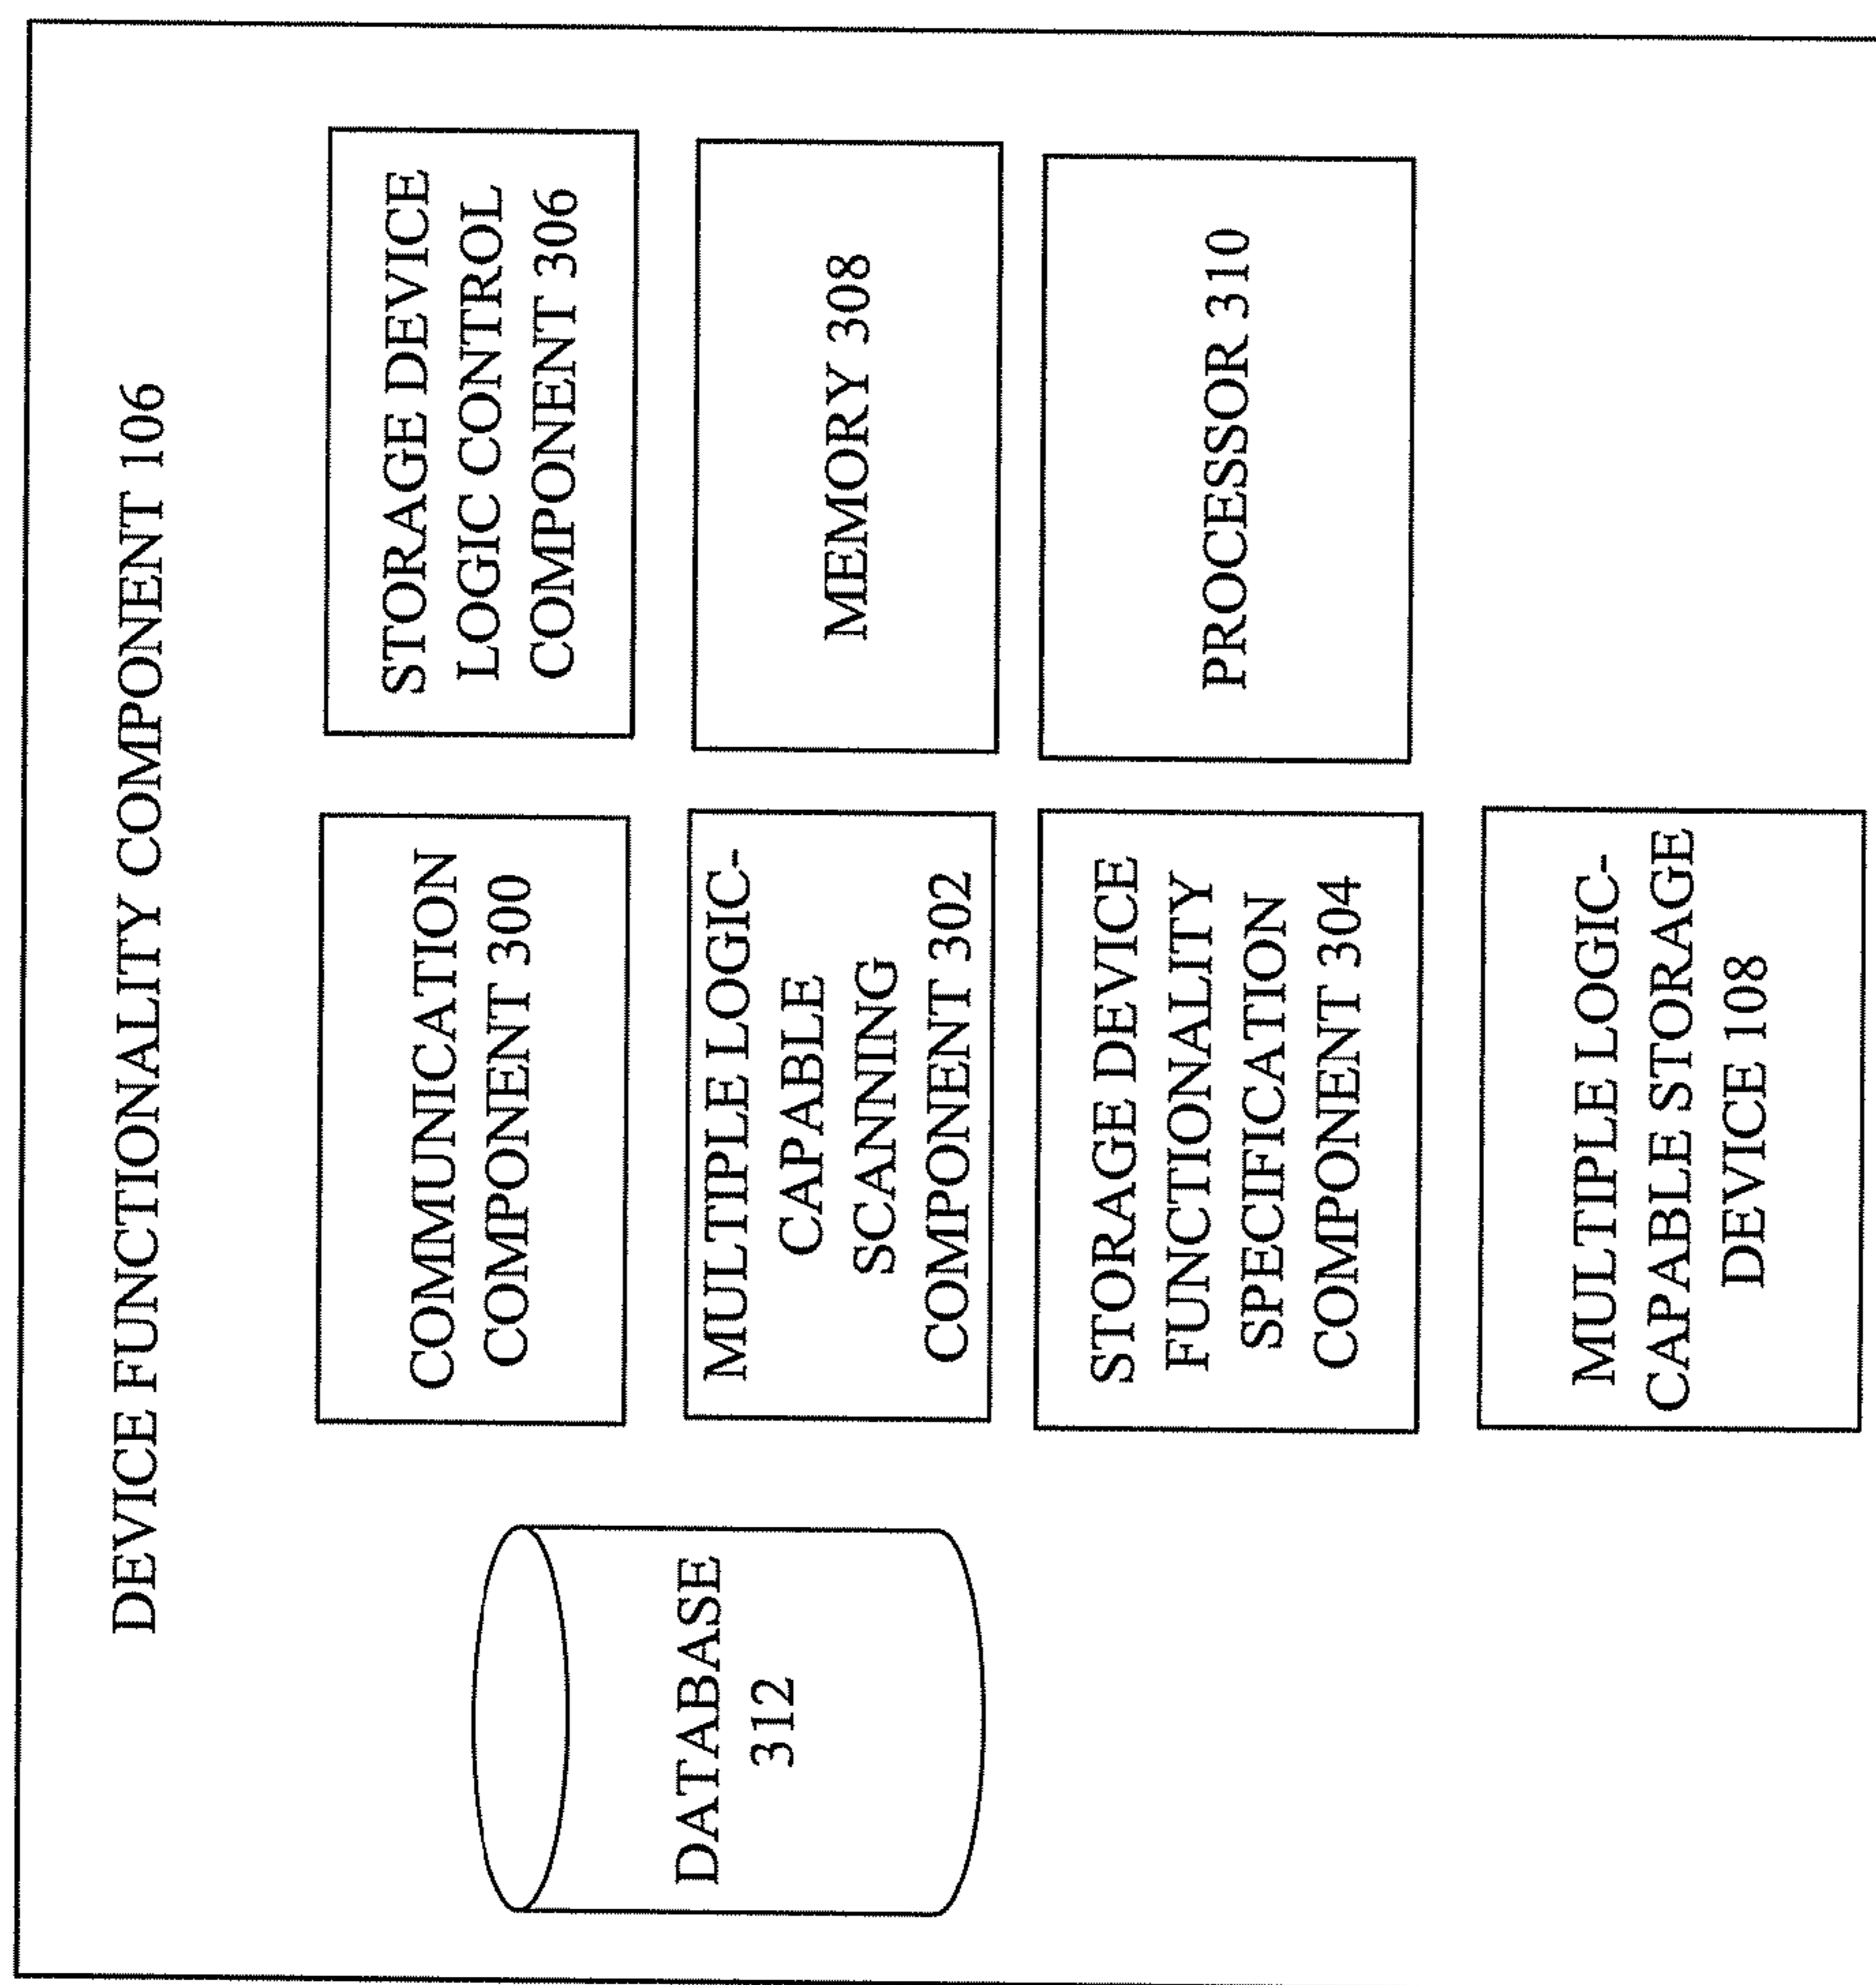 DEVICE FUNCTIONALITY COMPONENT 106
DATABASE
312
COMMUNICATION
COMPONENT 300
MULTIPLE LOGIC-
CAPABLE
SCANNING
COMPONENT 302
STORAGE DEVICE
FUNCTIONALITY
SPECIFICATION
COMPONENT 304
MULTIPLE LOGIC-
CAPABLE STORAGE
DEVICE 108
STORAGE DEVICE
LOGIC CONTROL
COMPONENT 306
MEMORY 308
PROCESSOR 310